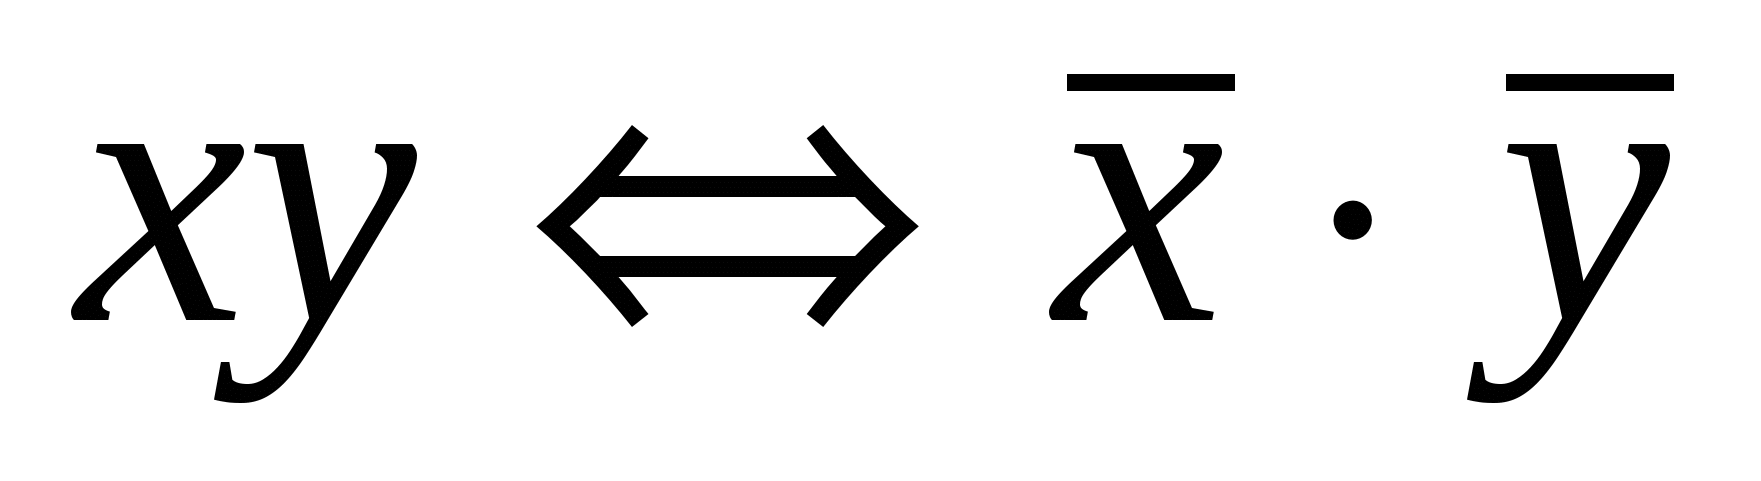 xy ⇔ x̅ · y̅